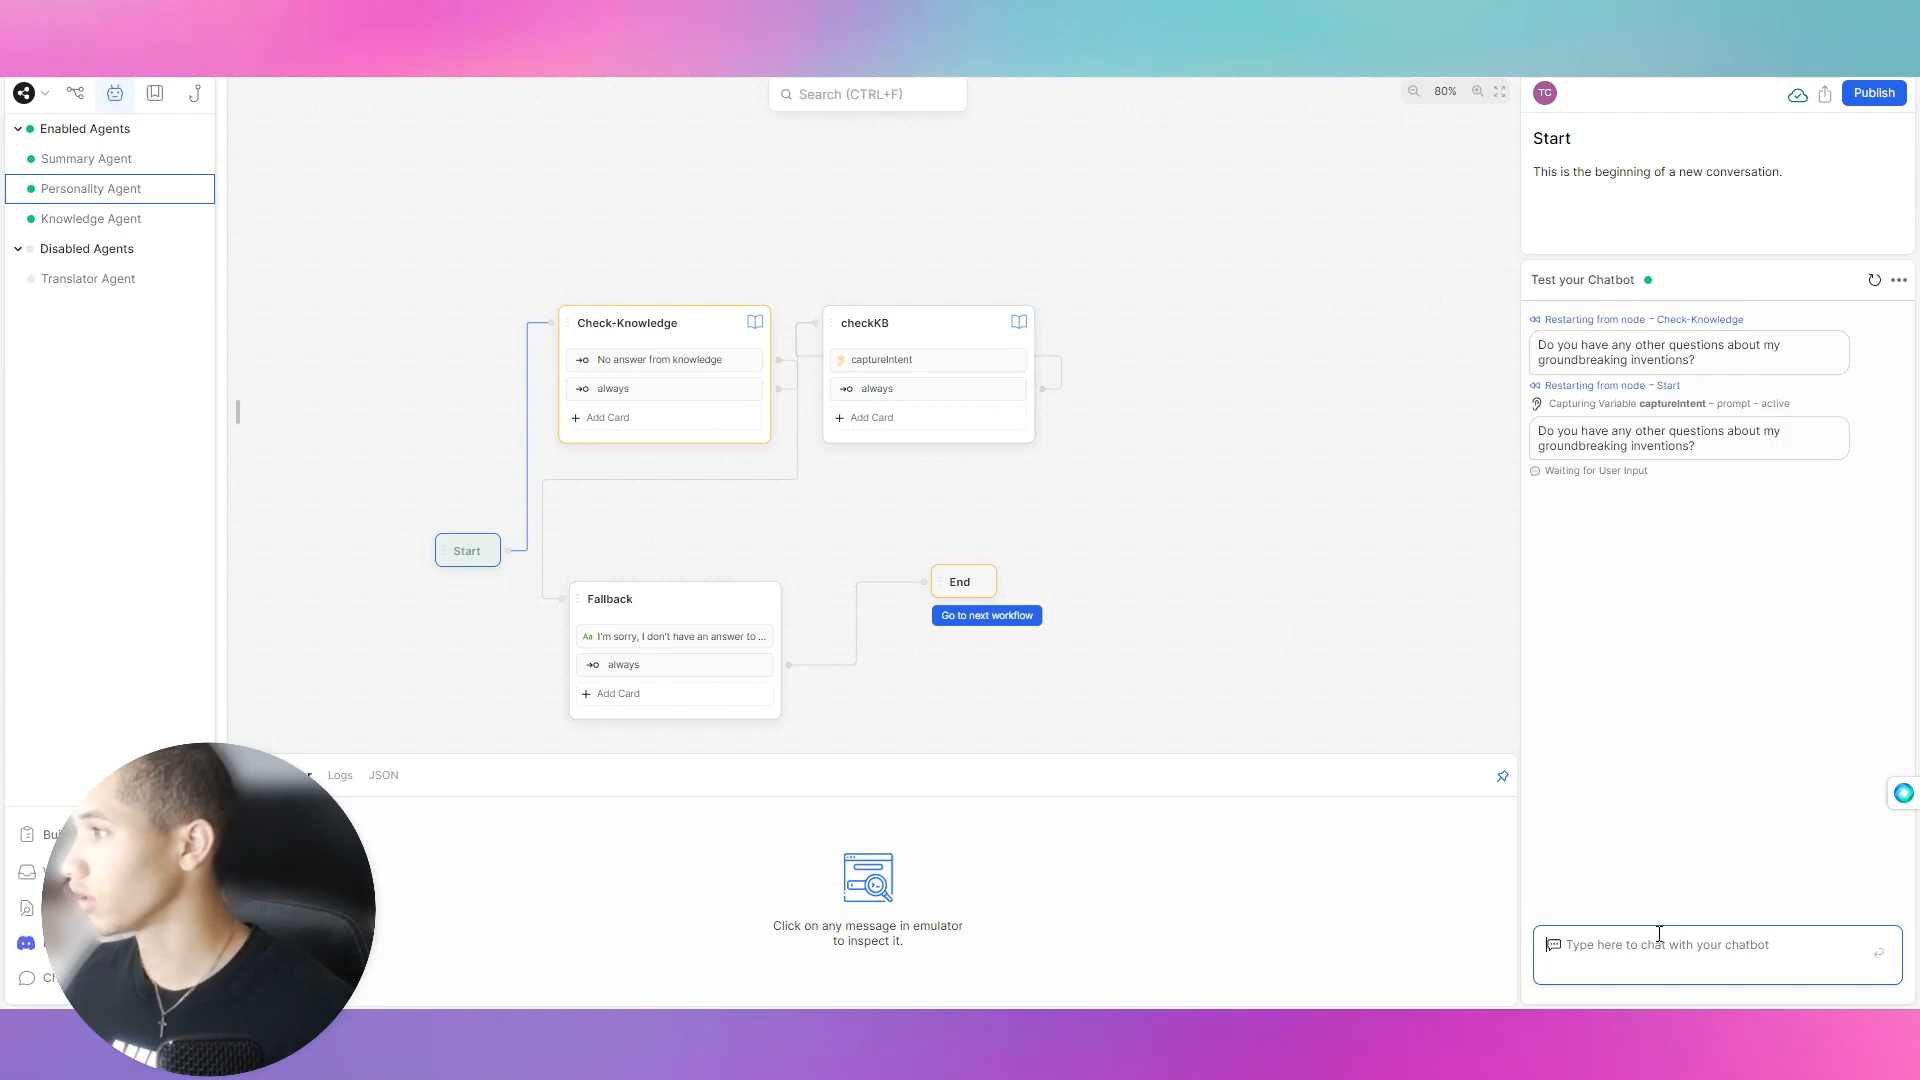 Search (CTRL+F)
80%
TC
Publish
Enabled Agents
Summary Agent
Personality Agent
Knowledge Agent
Disabled Agents
Translator Agent
Start
This is the beginning of a new conversation.
Test your Chatbot
Restarting from node – Check-Knowledge
Do you have any other questions about my
groundbreaking inventions?
Restarting from node – Start
Capturing Variable captureIntent – prompt – active
Do you have any other questions about my
groundbreaking inventions?
Waiting for User Input
Check-Knowledge
No answer from knowledge
always
Add Card
checkKB
captureIntent
always
Add Card
Start
Fallback
Aa I'm sorry, I don't have an answer to ...
always
Add Card
End
Go to next workflow
Logs
JSON
Click on any message in emulator
to inspect it.
Type here to chat with your chatbot